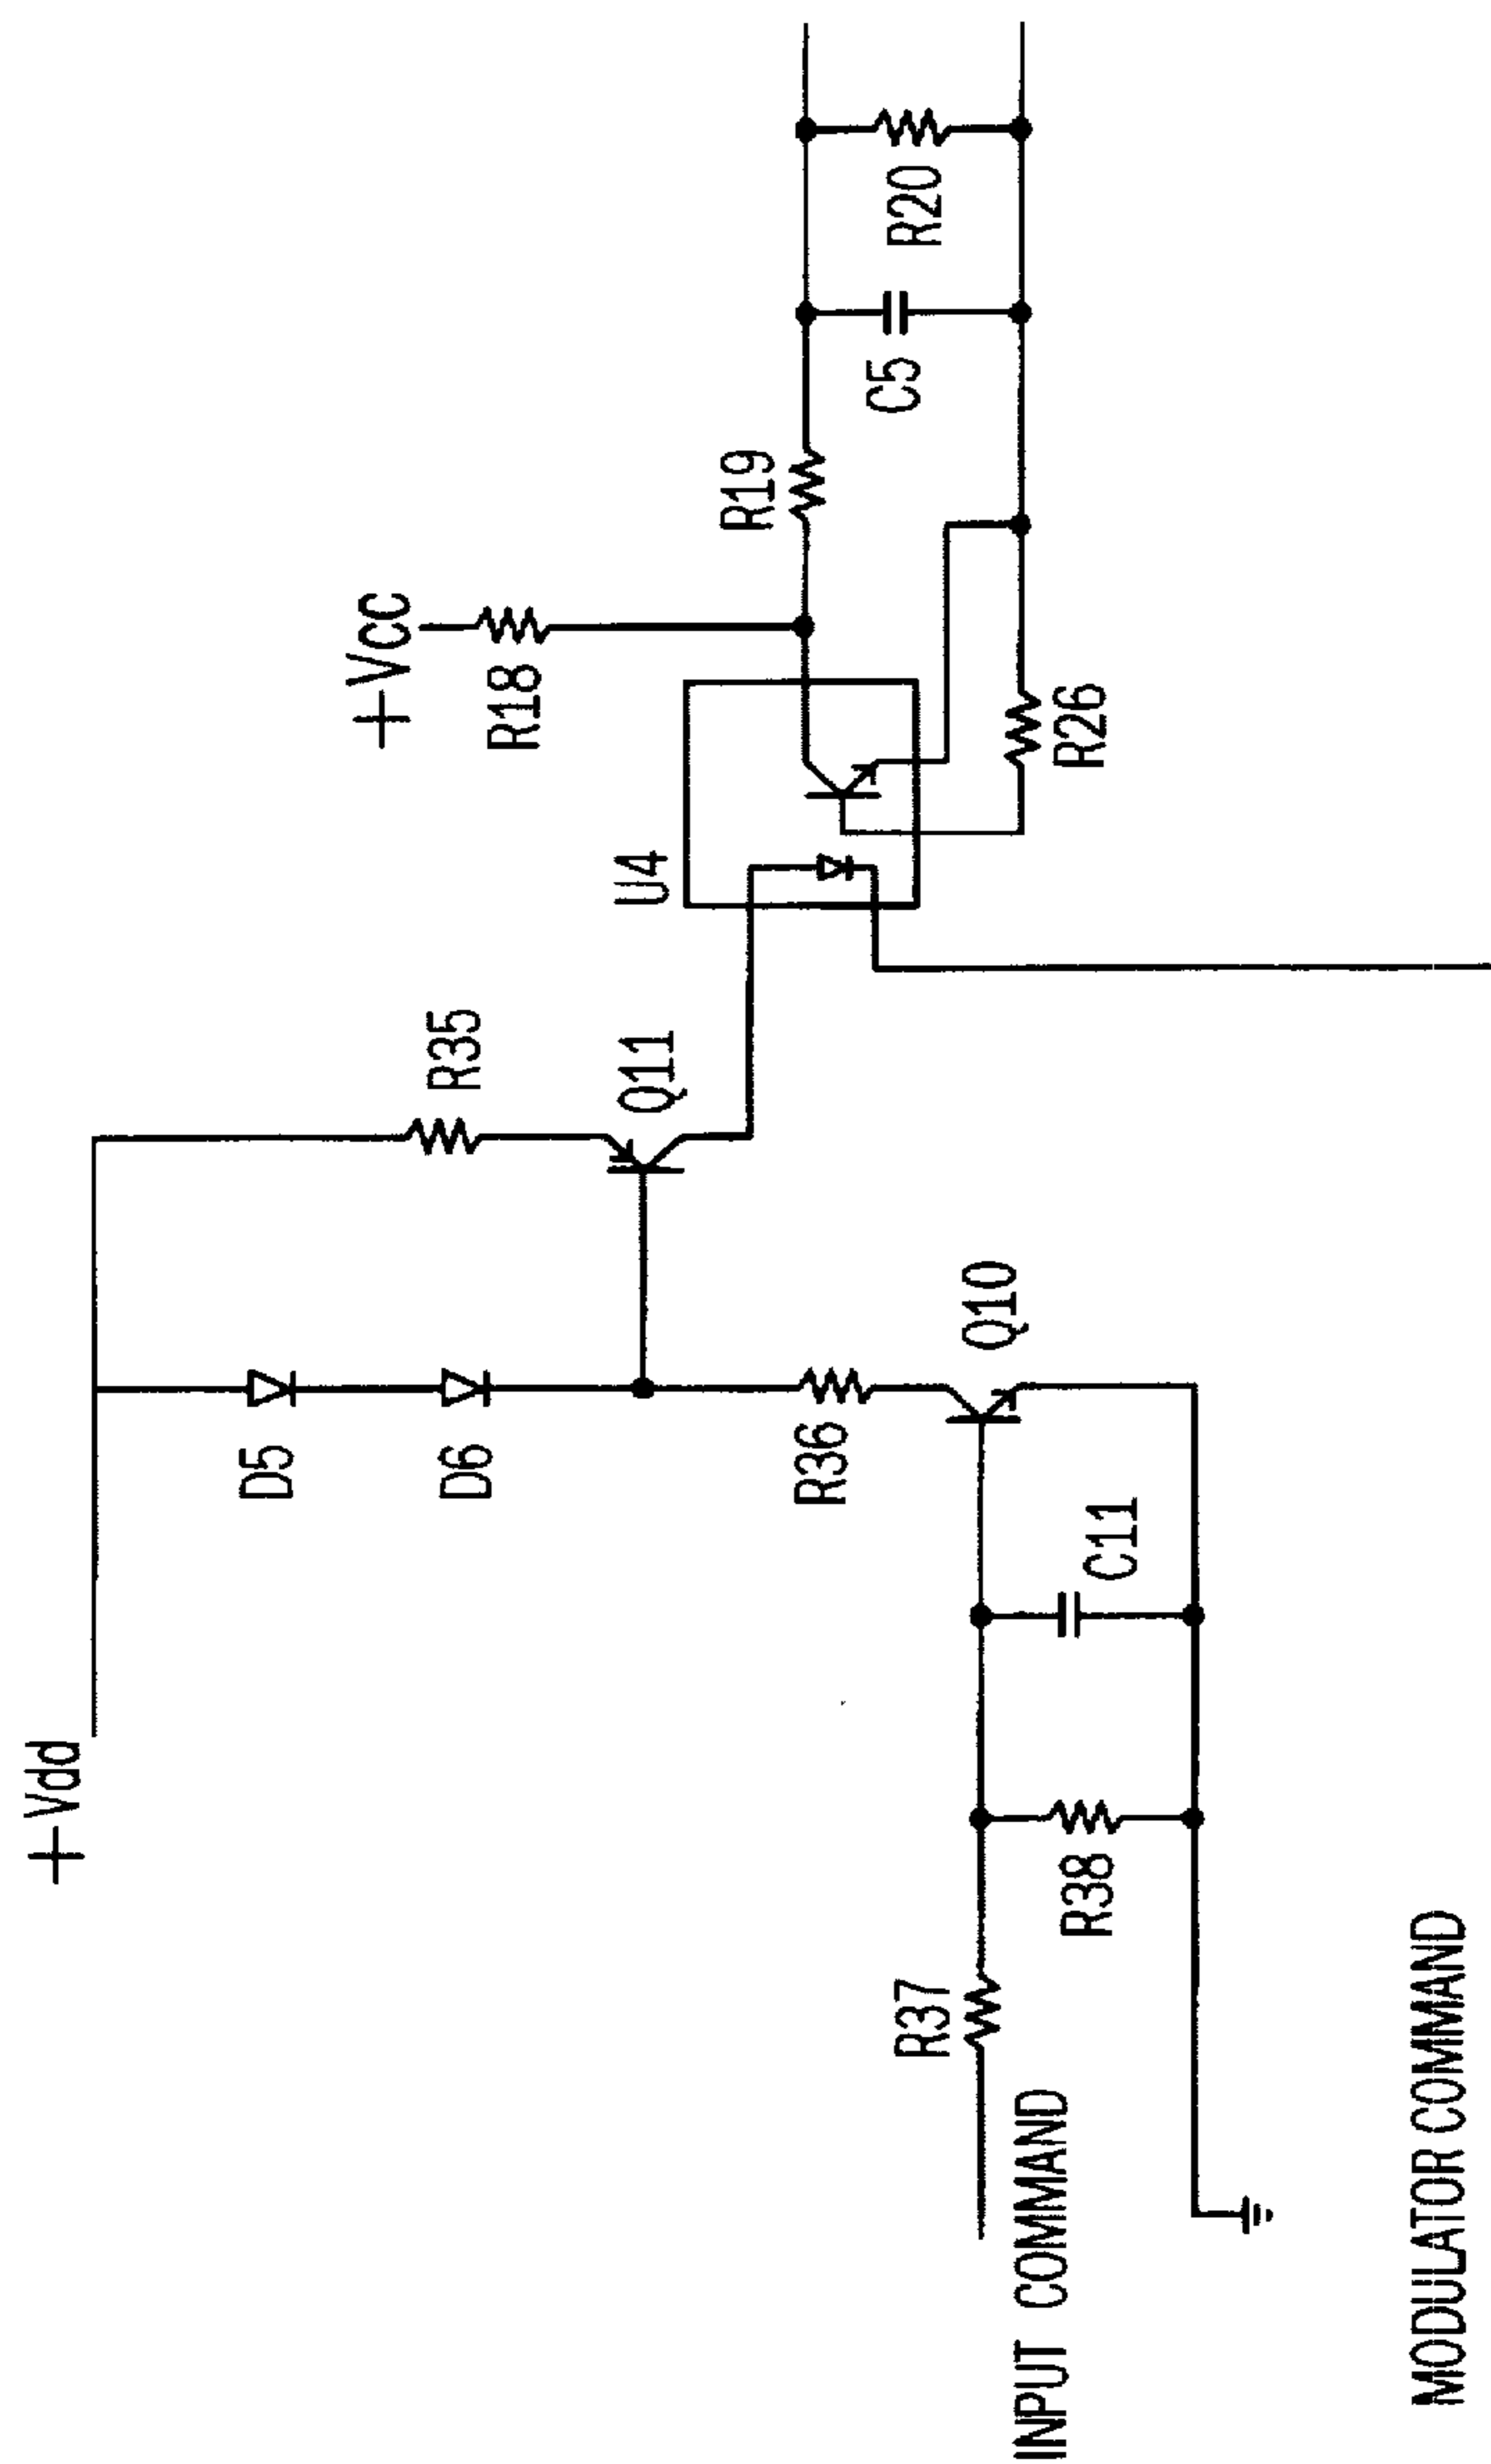 +Vdd
D5
D6
R35
Q11
R36
Q10
C11
R38
R37
INPUT COMMAND
MODULATOR COMMAND
U4
+Vcc
R18
R19
C5
R20
R26